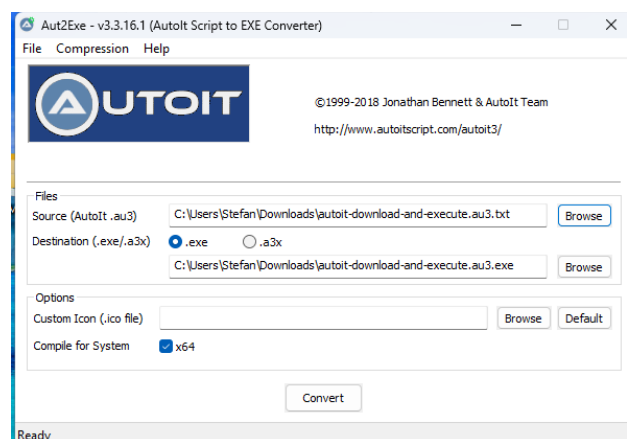 Aut2Exe - v3.3.16.1 (AutoIt Script to EXE Converter)
File Compression Help
AUTOIT
©1999-2018 Jonathan Bennett & AutoIt Team
http://www.autoitscript.com/autoit3/
Files
Source (AutoIt .au3) C:\Users\Stefan\Downloads\autoit-download-and-execute.au3.txt Browse
Destination (.exe/.a3x) .exe .a3x
C:\Users\Stefan\Downloads\autoit-download-and-execute.au3.exe Browse
Options
Custom Icon (.ico file) Browse Default
Compile for System x64
Convert
Ready